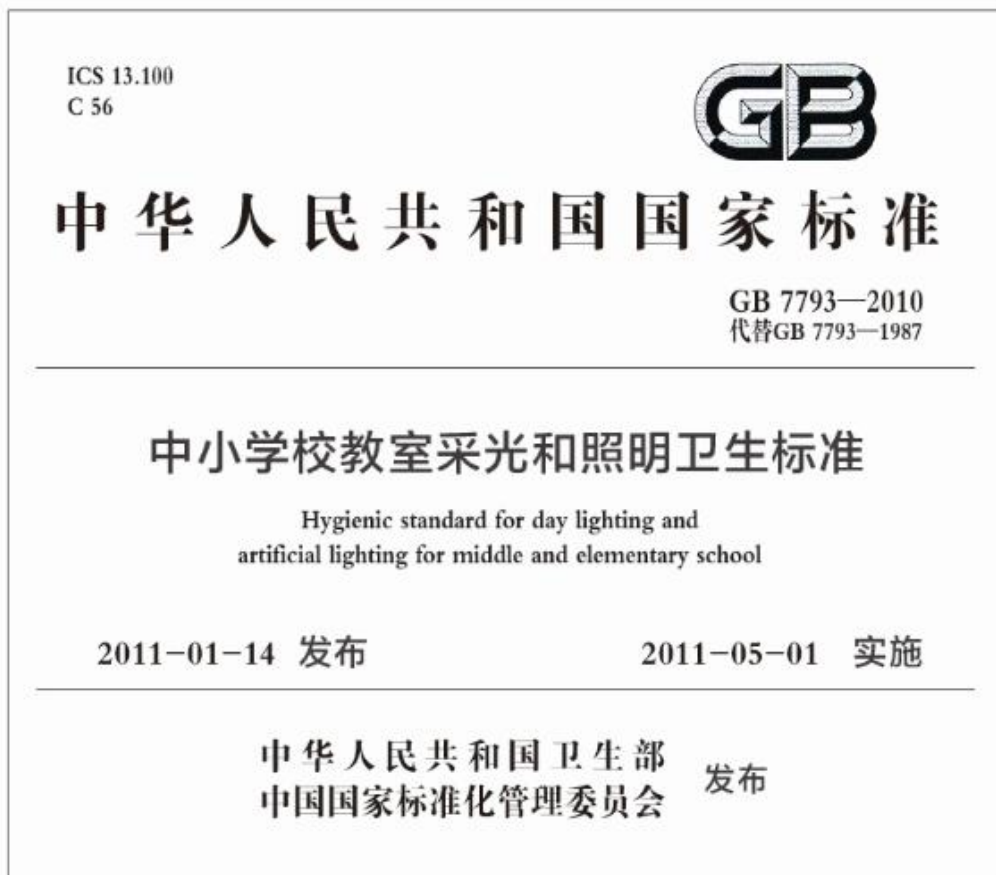 ICS 13.100
C 56
GB
中华人民共和国国家标准
GB 7793—2010
代替GB 7793—1987
中小学校教室采光和照明卫生标准
Hygienic standard for day lighting and
artificial lighting for middle and elementary school
2011-01-14 发布
2011-05-01 实施
中华人民共和国卫生部
中国国家标准化管理委员会
发布